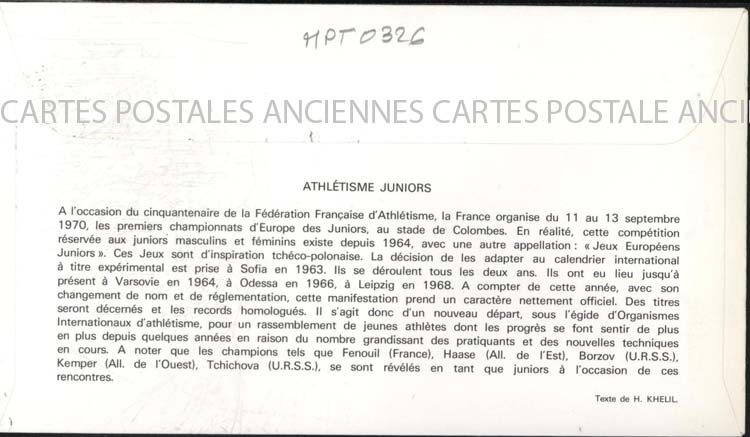 MPT0326
CARTES POSTALES ANCIENNES CARTES POSTALE ANCI
ATHLÉTISME JUNIORS
A l'occasion du cinquantenaire de la Fédération Française d'Athlétisme, la France organise du 11 au 13 septembre
1970, les premiers championnats d'Europe des Juniors, au stade de Colombes. En réalité, cette compétition
réservée aux juniors masculins et féminins existe depuis 1964, avec une autre appellation : « Jeux Européens
Juniors ». Ces Jeux sont d'inspiration tchéco-polonaise. La décision de les adapter au calendrier international
à titre expérimental est prise à Sofia en 1963. Ils se déroulent tous les deux ans. Ils ont eu lieu jusqu'à
présent à Varsovie en 1964, à Odessa en 1966, à Leipzig en 1968. A compter de cette année, avec son
changement de nom et de réglementation, cette manifestation prend un caractère nettement officiel. Des titres
seront décernés et les records homologués. Il s'agit donc d'un nouveau départ, sous l'égide d'Organismes
Internationaux d'athlétisme, pour un rassemblement de jeunes athlètes dont les progrès se font sentir de plus
en plus depuis quelques années en raison du nombre grandissant des pratiquants et des nouvelles techniques
en cours. A noter que les champions tels que Fenouil (France), Haase (All. de l'Est), Borzov (U.R.S.S.),
Kemper (All. de l'Ouest), Tchichova (U.R.S.S.), se sont révélés en tant que juniors à l'occasion de ces
rencontres.
Texte de H. KHELIL.